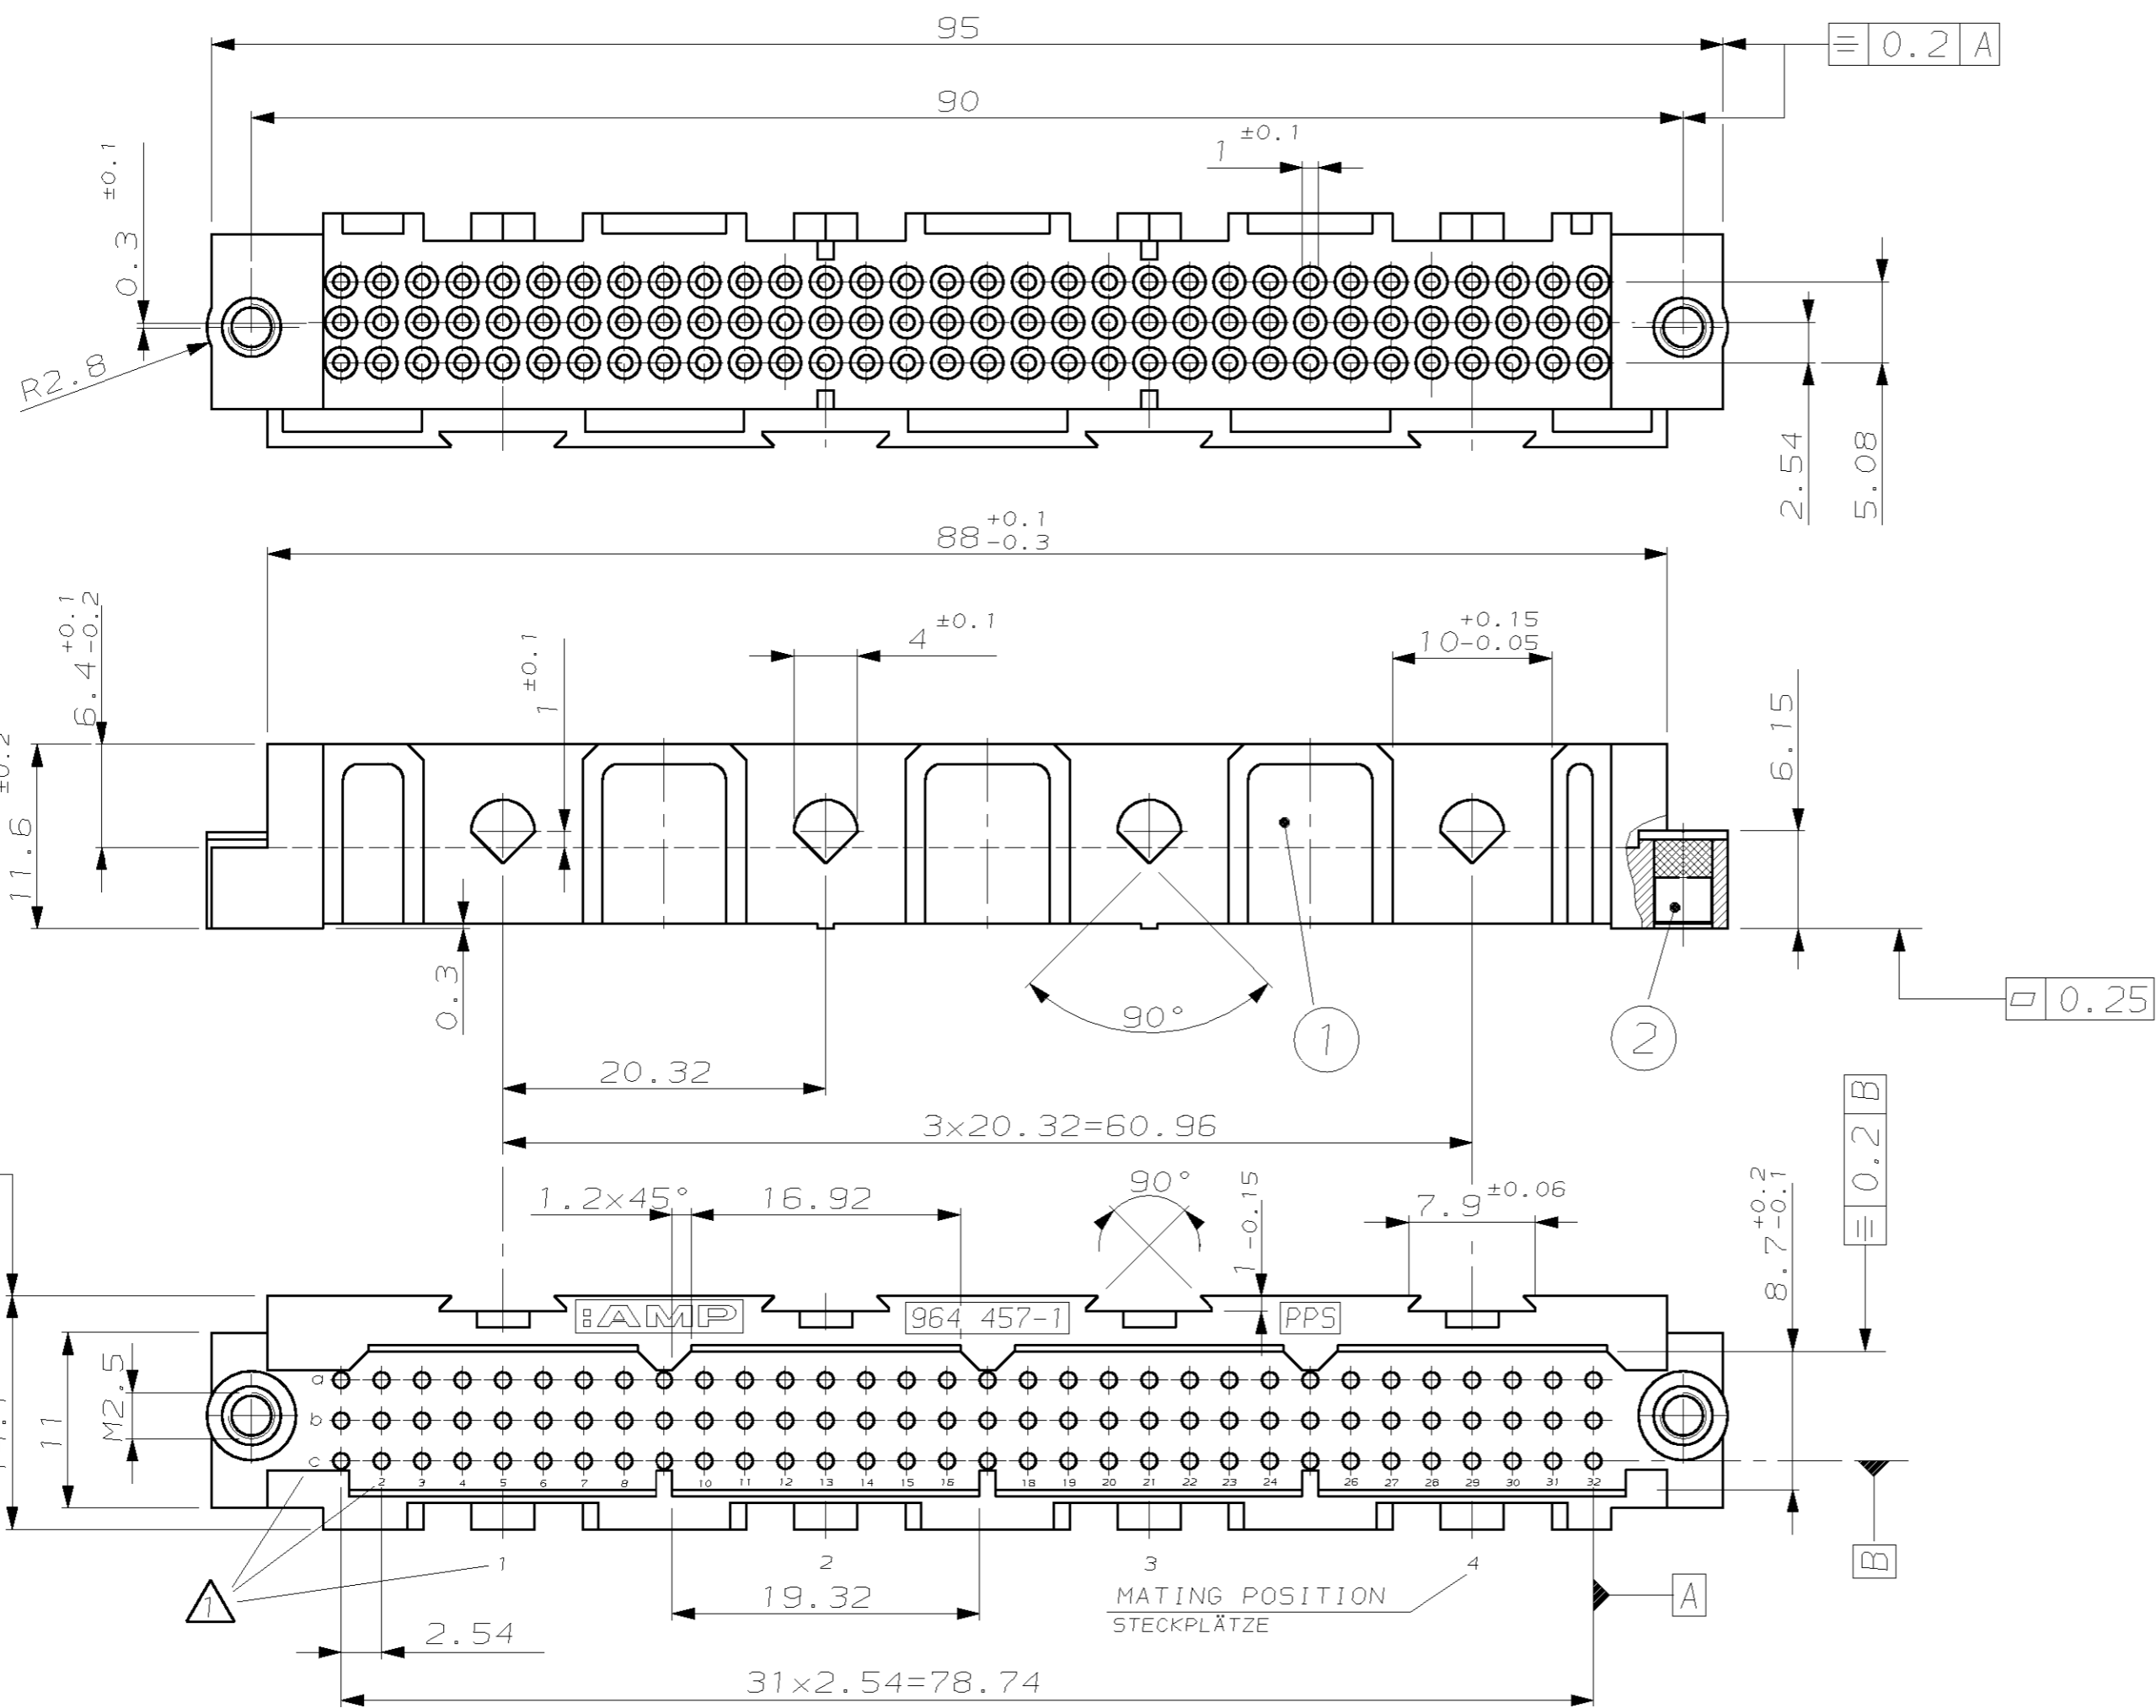 95
⌯ 0.2 A
90
1 ±0.1
0.3 ±0.1
R2.8
2.54
5.08
88 +0.1 -0.3
6.4 +0.1 -0.2
1 ±0.1
4 ±0.1
10 +0.15 -0.05
6.15
11.6 ±0.2
0.3
90°
1
2
⏥ 0.25
20.32
3x20.32=60.96
⌯ 0.2 B
1.2x45°
16.92
90°
1 -0.15
7.9 ±0.06
8.7 +0.2 -0.1
AMP
964 457-1
PPS
11
M2.5
a
b
c
2 3 4 5 6 7 8 10 11 12 13 14 15 16 18 19 20 21 22 23 24 26 27 28 29 30 31 32
1 2 3 4
B
1
19.32
MATING POSITION
STECKPLÄTZE
A
2.54
31x2.54=78.74